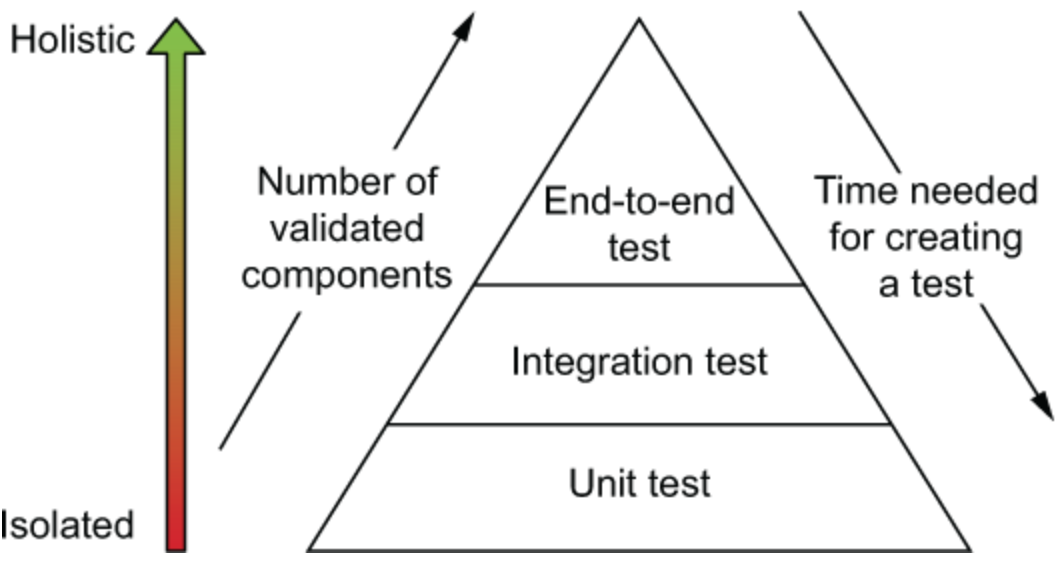 Holistic
Number of
validated
components
End-to-end
test
Time needed
for creating
a test
Integration test
Unit test
Isolated